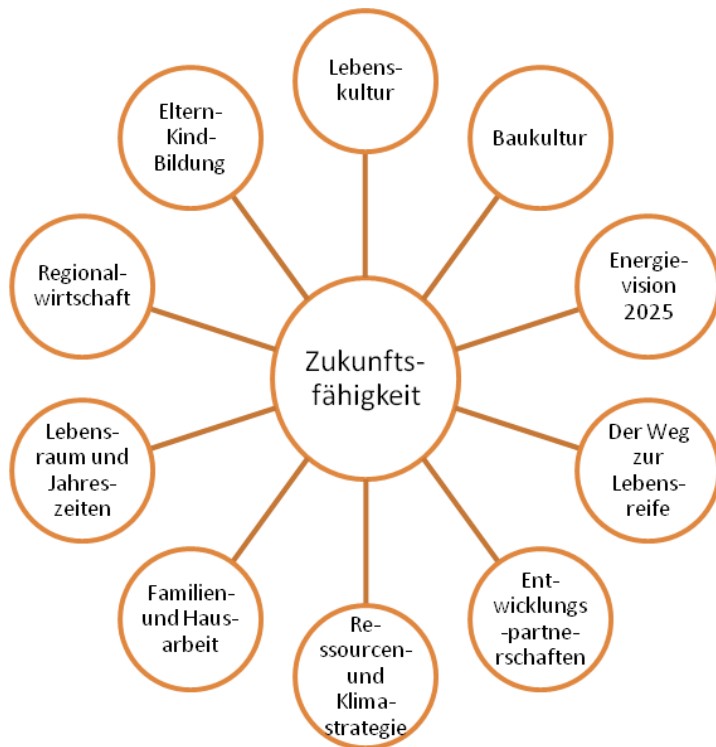 Lebens-
kultur
Baukultur
Energie-
vision
2025
Der Weg
zur
Lebens-
reife
Ent-
wicklungs
-partne-
rschaften
Re-
ssourcen-
und
Klima-
strategie
Familien-
und Haus-
arbeit
Lebens-
raum und
Jahres-
zeiten
Regional-
wirtschaft
Eltern-
Kind-
Bildung
Zukunfts-
fähigkeit